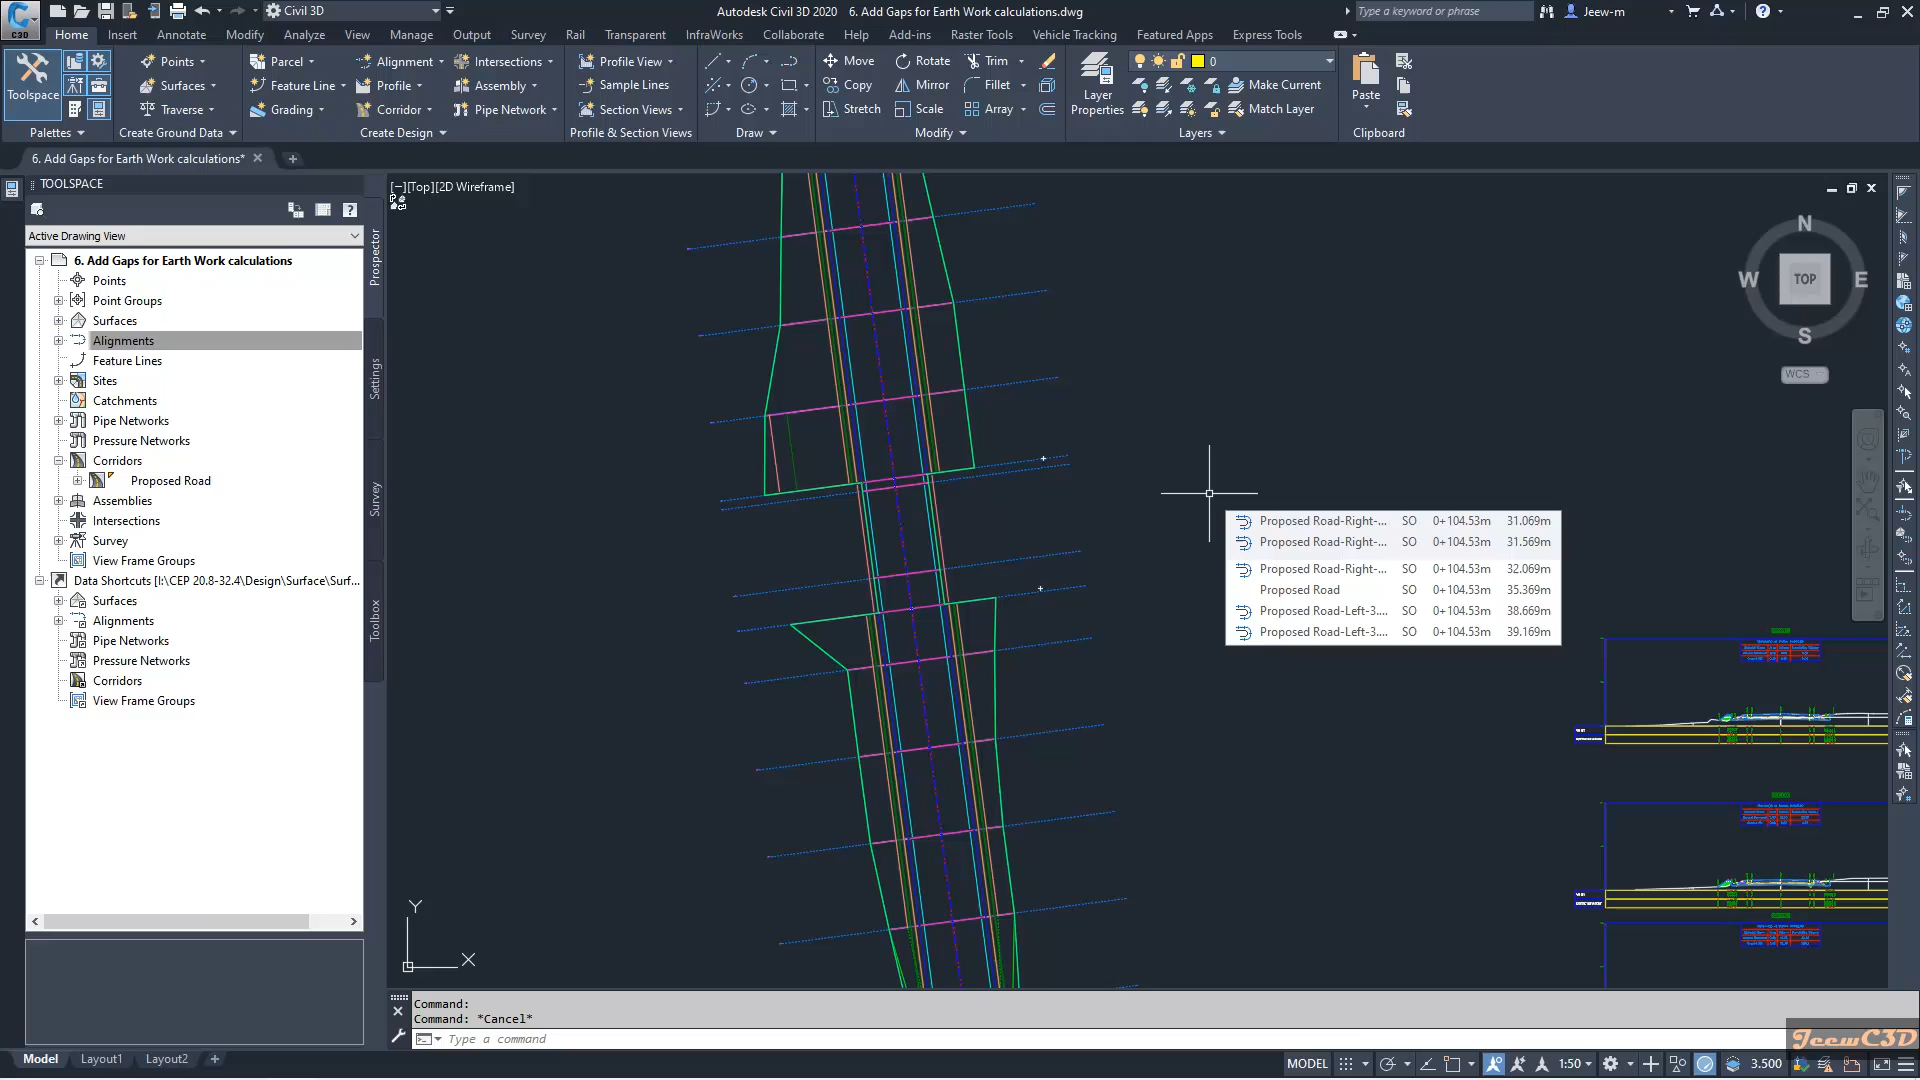 Civil 3D
Autodesk Civil 3D 2020 6. Add Gaps for Earth Work calculations.dwg
Type a keyword or phrase
Jeew-m
C3D
Home Insert Annotate Modify Analyze View Manage Output Survey Rail Transparent InfraWorks Collaborate Help Add-ins Raster Tools Vehicle Tracking Featured Apps Express Tools
Toolspace
Points
Surfaces
Traverse
Parcel
Feature Line
Grading
Alignment
Profile
Corridor
Intersections
Assembly
Pipe Network
Profile View
Sample Lines
Section Views
Move
Copy
Stretch
Rotate
Mirror
Scale
Trim
Fillet
Array
Layer
Properties
0
Make Current
Match Layer
Paste
Palettes
Create Ground Data
Create Design
Profile & Section Views
Draw
Modify
Layers
Clipboard
6. Add Gaps for Earth Work calculations*
TOOLSPACE
Active Drawing View
6. Add Gaps for Earth Work calculations
Points
Point Groups
Surfaces
Alignments
Feature Lines
Sites
Catchments
Pipe Networks
Pressure Networks
Corridors
Proposed Road
Assemblies
Intersections
Survey
View Frame Groups
Data Shortcuts [I:\CEP 20.8-32.4\Design\Surface\Surf...
Surfaces
Alignments
Pipe Networks
Pressure Networks
Corridors
View Frame Groups
Prospector
Settings
Survey
Toolbox
[−][Top][2D Wireframe]
N
W
TOP
E
S
WCS
Proposed Road-Right-... SO 0+104.53m 31.069m
Proposed Road-Right-... SO 0+104.53m 31.569m
Proposed Road-Right-... SO 0+104.53m 32.069m
Proposed Road SO 0+104.53m 35.369m
Proposed Road-Left-3.... SO 0+104.53m 38.669m
Proposed Road-Left-3.... SO 0+104.53m 39.169m
Y
X
Command:
Command: *Cancel*
Type a command
JeewC3D
Model Layout1 Layout2
MODEL
1:50
3.500